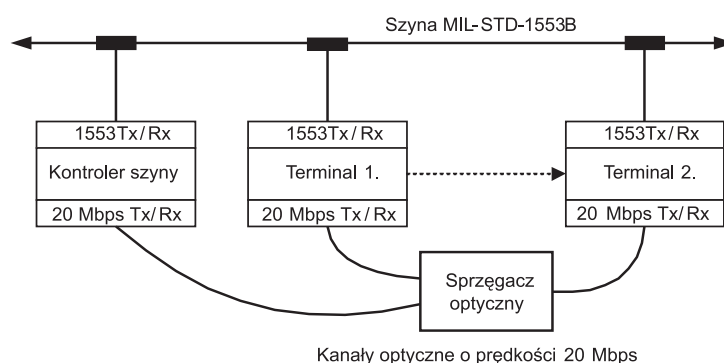 Szyna MIL-STD-1553B
1553Tx/Rx
Kontroler szyny
20 Mbps Tx/Rx
1553Tx/Rx
Terminal 1.
20 Mbps Tx/Rx
1553Tx/Rx
Terminal 2.
20 Mbps Tx/Rx
Sprzęgacz
optyczny
Kanały optyczne o prędkości 20 Mbps